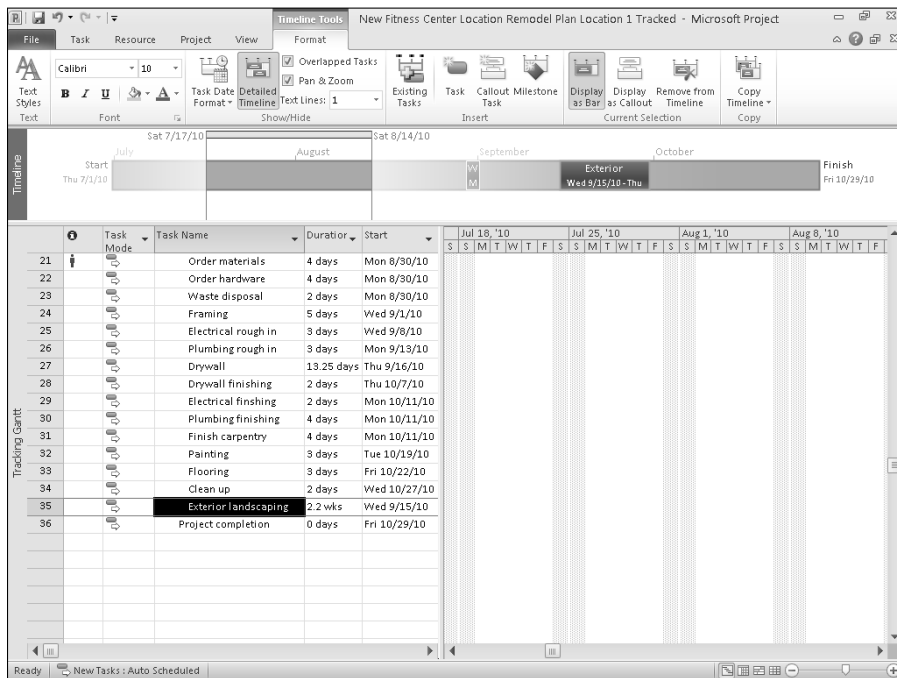 Timeline Tools New Fitness Center Location Remodel Plan Location 1 Tracked - Microsoft Project
File Task Resource Project View Format
Text Styles
Text
Calibri 10
B I U A
Font
Task Date Format
Detailed Timeline
Overlapped Tasks
Pan & Zoom
Text Lines: 1
Show/Hide
Existing Tasks
Task
Callout Task
Milestone
Insert
Display as Bar
Display as Callout
Remove from Timeline
Current Selection
Copy Timeline
Copy
Timeline
Sat 7/17/10 Sat 8/14/10
July August September October
Start
Thu 7/1/10
W
M
Exterior
Wed 9/15/10 - Thu
Finish
Fri 10/29/10
Tracking Gantt
Task Mode Task Name Duration Start
Jul 18, '10 Jul 25, '10 Aug 1, '10 Aug 8, '10
S S M T W T F S S M T W T F S S M T W T F S S M T W T F
21 Order materials 4 days Mon 8/30/10
22 Order hardware 4 days Mon 8/30/10
23 Waste disposal 2 days Mon 8/30/10
24 Framing 5 days Wed 9/1/10
25 Electrical rough in 3 days Wed 9/8/10
26 Plumbing rough in 3 days Mon 9/13/10
27 Drywall 13.25 days Thu 9/16/10
28 Drywall finishing 2 days Thu 10/7/10
29 Electrical finshing 2 days Mon 10/11/10
30 Plumbing finishing 4 days Mon 10/11/10
31 Finish carpentry 4 days Mon 10/11/10
32 Painting 3 days Tue 10/19/10
33 Flooring 3 days Fri 10/22/10
34 Clean up 2 days Wed 10/27/10
35 Exterior landscaping 2.2 wks Wed 9/15/10
36 Project completion 0 days Fri 10/29/10
Ready New Tasks : Auto Scheduled